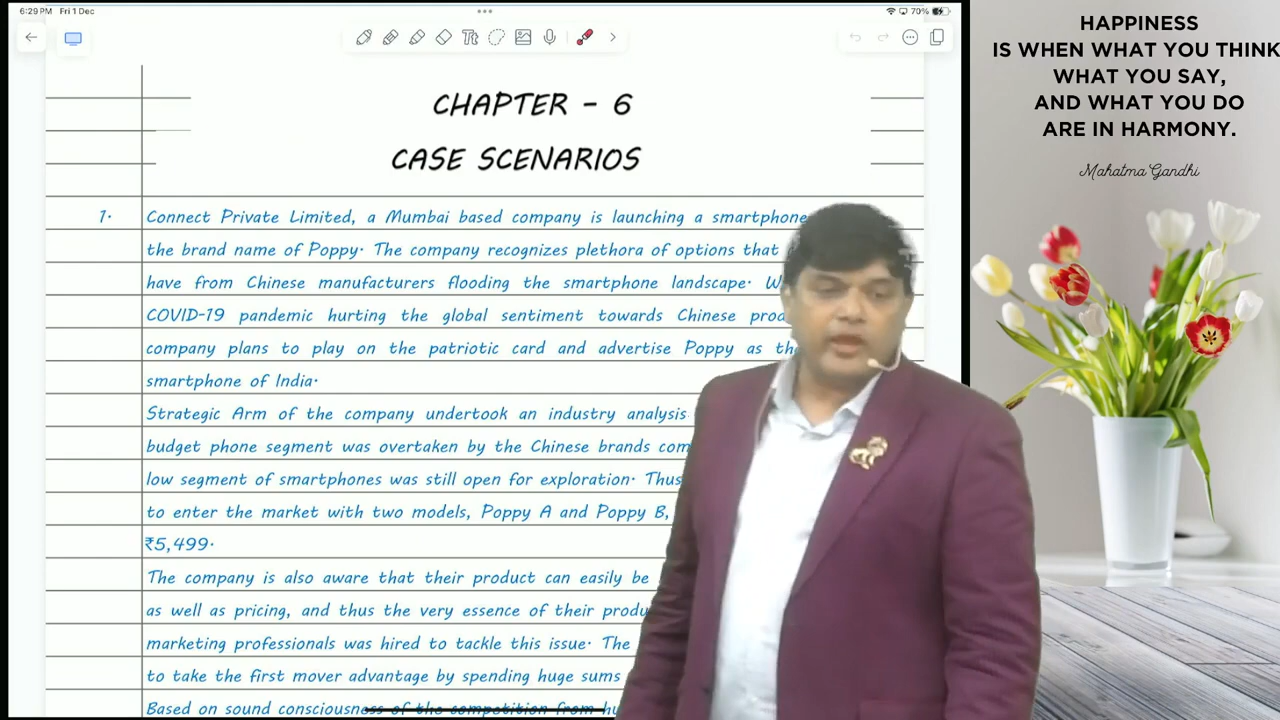 6:29 PM Fri 1 Dec
70%
CHAPTER - 6
CASE SCENARIOS
1. Connect Private Limited, a Mumbai based company is launching a smartphone
the brand name of Poppy. The company recognizes plethora of options that
have from Chinese manufacturers flooding the smartphone landscape.
COVID-19 pandemic hurting the global sentiment towards Chinese
company plans to play on the patriotic card and advertise Poppy as
smartphone of India.
Strategic Arm of the company undertook an industry analysis
budget phone segment was overtaken by the Chinese brands
low segment of smartphones was still open for exploration. Thus
to enter the market with two models, Poppy A and Poppy B,
₹5,499.
The company is also aware that their product can easily be
as well as pricing, and thus the very essence of their
marketing professionals was hired to tackle this issue. The
to take the first mover advantage by spending huge sums
Based on sound consciousness of the competition from
HAPPINESS
IS WHEN WHAT YOU THINK
WHAT YOU SAY,
AND WHAT YOU DO
ARE IN HARMONY.
Mahatma Gandhi